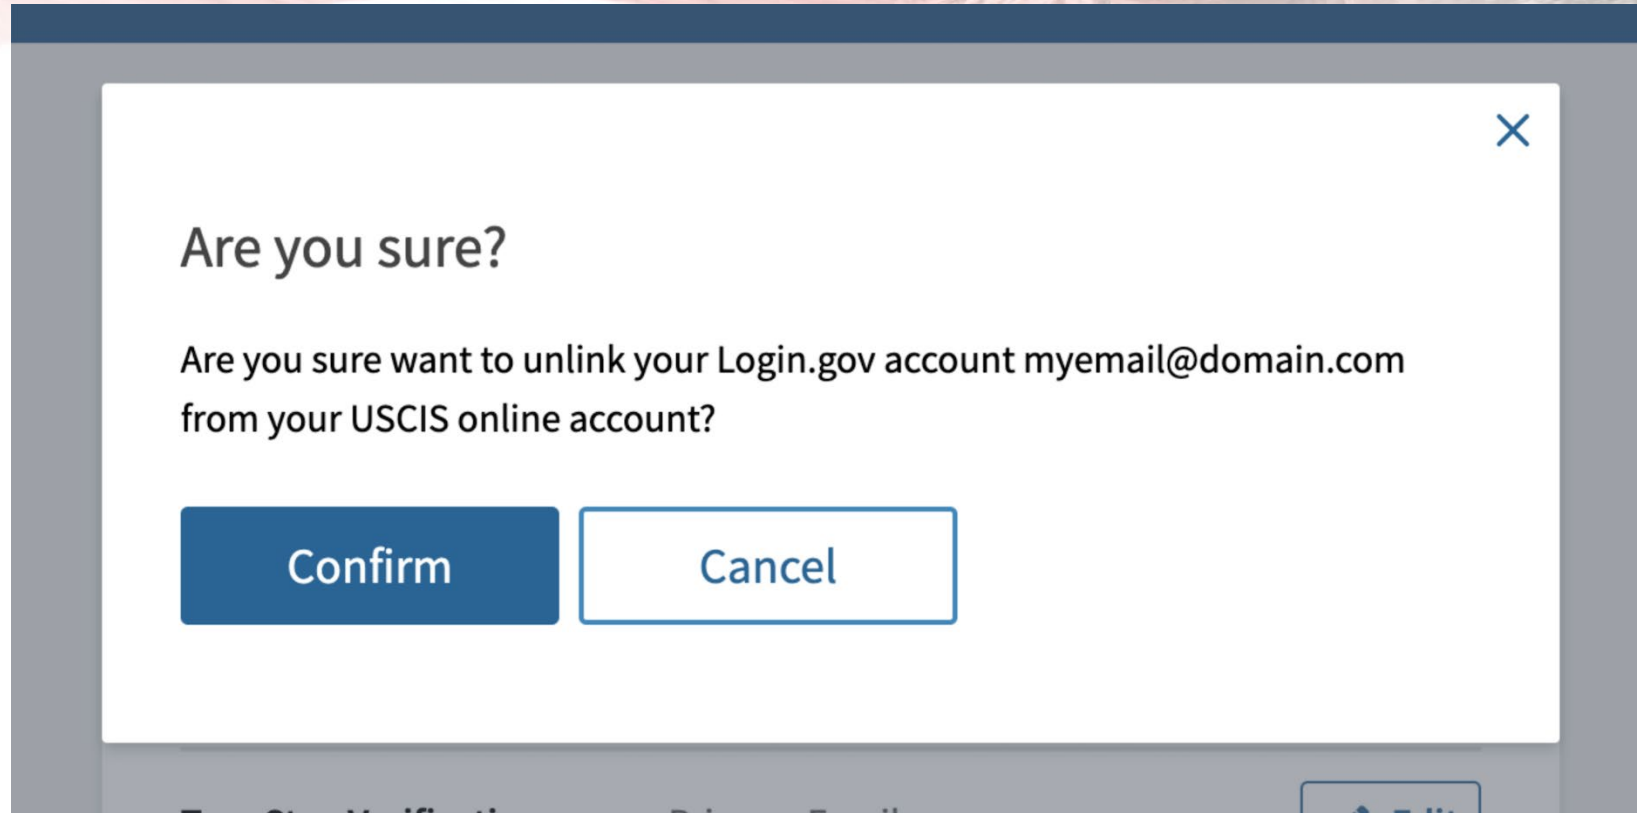 Are you sure?
Are you sure want to unlink your Login.gov account myemail@domain.com
from your USCIS online account?
Confirm Cancel